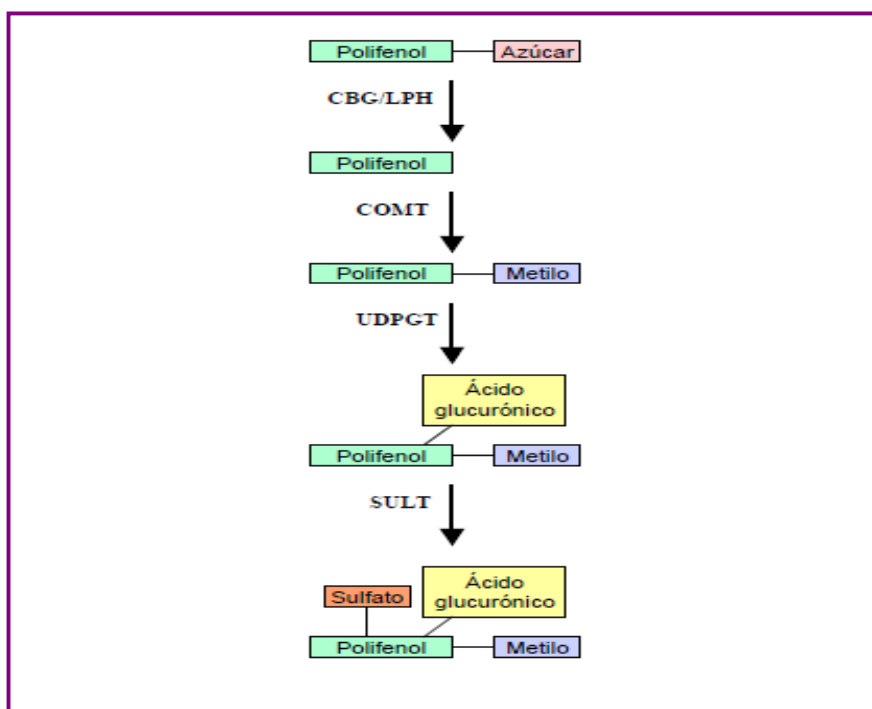 Polifenol Azúcar
CBG/LPH
Polifenol
COMT
Polifenol Metilo
UDPGT
Ácido
glucurónico
Polifenol Metilo
SULT
Sulfato
Ácido
glucurónico
Polifenol Metilo